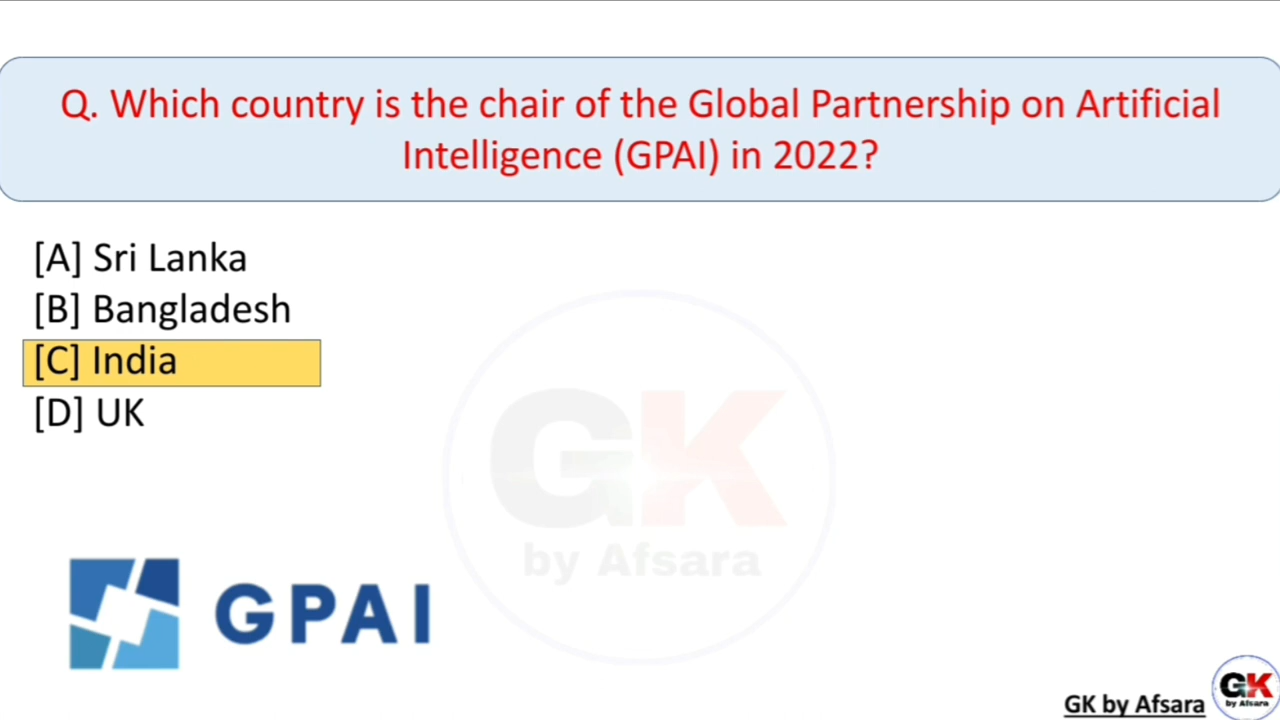 Q. Which country is the chair of the Global Partnership on Artificial
Intelligence (GPAI) in 2022?
[A] Sri Lanka
[B] Bangladesh
[C] India
[D] UK
GK
by Afsara
GPAI
GK by Afsara
GK
by Afsara